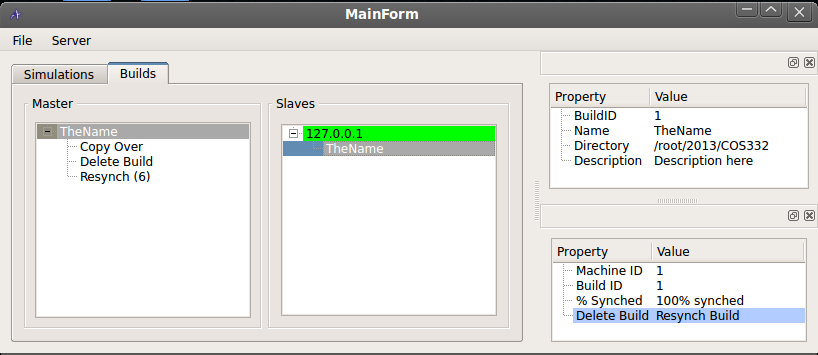 MainForm
File Server
Simulations Builds
Master
TheName
Copy Over
Delete Build
Resynch (6)
Slaves
127.0.0.1
TheName
Property Value
BuildID 1
Name TheName
Directory /root/2013/COS332
Description Description here
Property Value
Machine ID 1
Build ID 1
% Synched 100% synched
Delete Build Resynch Build